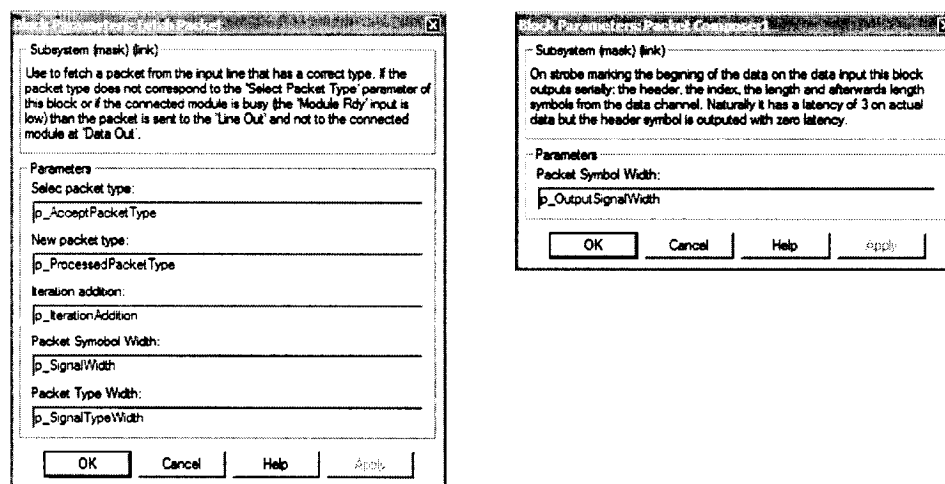 Subsystem (mask) (link)
Use to fetch a packet from the input line that has a correct type. If the
packet type does not correspond to the 'Select Packet Type' parameter of
this block or if the connected module is busy (the 'Module Rdy' input is
low) than the packet is sent to the 'Line Out' and not to the connected
module at 'Data Out'.
Parameters
Selec packet type:
p_AcceptPacketType
New packet type:
p_ProcessedPacketType
Iteration addition:
p_IterationAddition
Packet Symobol Width:
p_SignalWidth
Packet Type Width:
p_SignalTypeWidth
OK Cancel Help Apply
Subsystem (mask) (link)
On strobe marking the begining of the data on the data input this block
outputs serially: the header, the index, the length and afterwards length
symbols from the data channel. Naturally it has a latency of 3 on actual
data but the header symbol is outputed with zero latency.
Parameters
Packet Symbol Width:
p_OutputSignalWidth
OK Cancel Help Apply